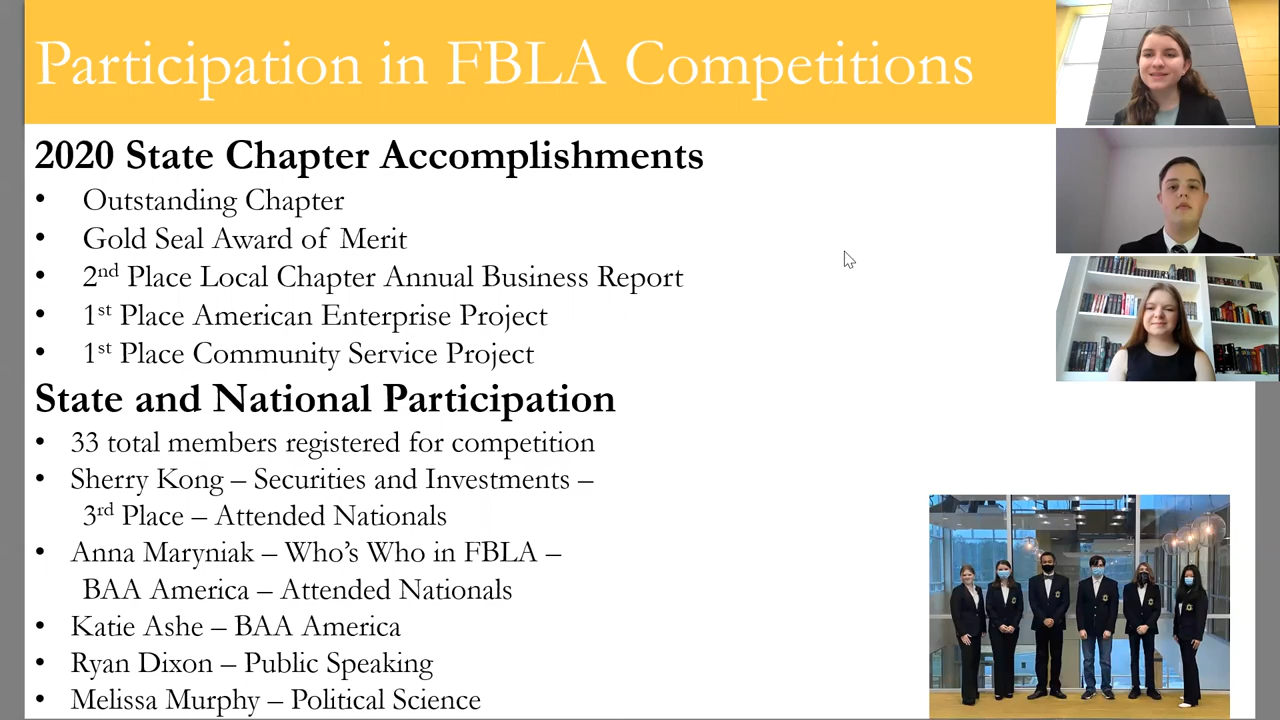 Participation in FBLA Competitions
2020 State Chapter Accomplishments
• Outstanding Chapter
• Gold Seal Award of Merit
• 2nd Place Local Chapter Annual Business Report
• 1st Place American Enterprise Project
• 1st Place Community Service Project
State and National Participation
• 33 total members registered for competition
• Sherry Kong – Securities and Investments –
3rd Place – Attended Nationals
• Anna Maryniak – Who’s Who in FBLA –
BAA America – Attended Nationals
• Katie Ashe – BAA America
• Ryan Dixon – Public Speaking
• Melissa Murphy – Political Science